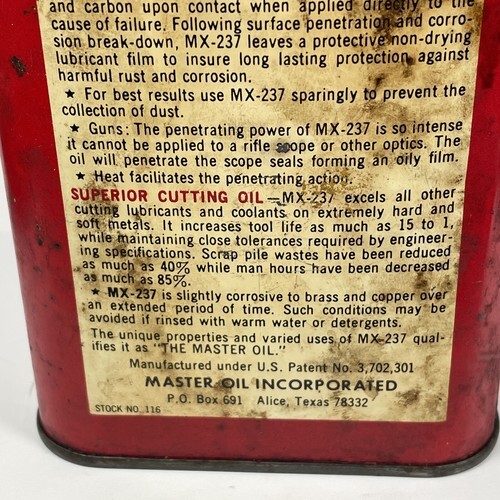 and carbon upon contact when applied directly to the
cause of failure. Following surface penetration and corro-
sion break-down, MX-237 leaves a protective non-drying
lubricant film to insure long lasting protection against
harmful rust and corrosion.
★ For best results use MX-237 sparingly to prevent the
collection of dust.
★ Guns: The penetrating power of MX-237 is so intense
it cannot be applied to a rifle scope or other optics. The
oil will penetrate the scope seals forming an oily film.
★ Heat facilitates the penetrating action.
SUPERIOR CUTTING OIL—MX-237 excels all other
cutting lubricants and coolants on extremely hard and
soft metals. It increases tool life as much as 15 to 1,
while maintaining close tolerances required by engineer-
ing specifications. Scrap pile wastes have been reduced
as much as 40% while man hours have been decreased
as much as 85%.
★ MX-237 is slightly corrosive to brass and copper over
an extended period of time. Such conditions may be
avoided if rinsed with warm water or detergents.
The unique properties and varied uses of MX-237 qual-
ifies it as "THE MASTER OIL."
Manufactured under U.S. Patent No. 3,702,301
MASTER OIL INCORPORATED
P.O. Box 691 Alice, Texas 78332
STOCK NO. 116